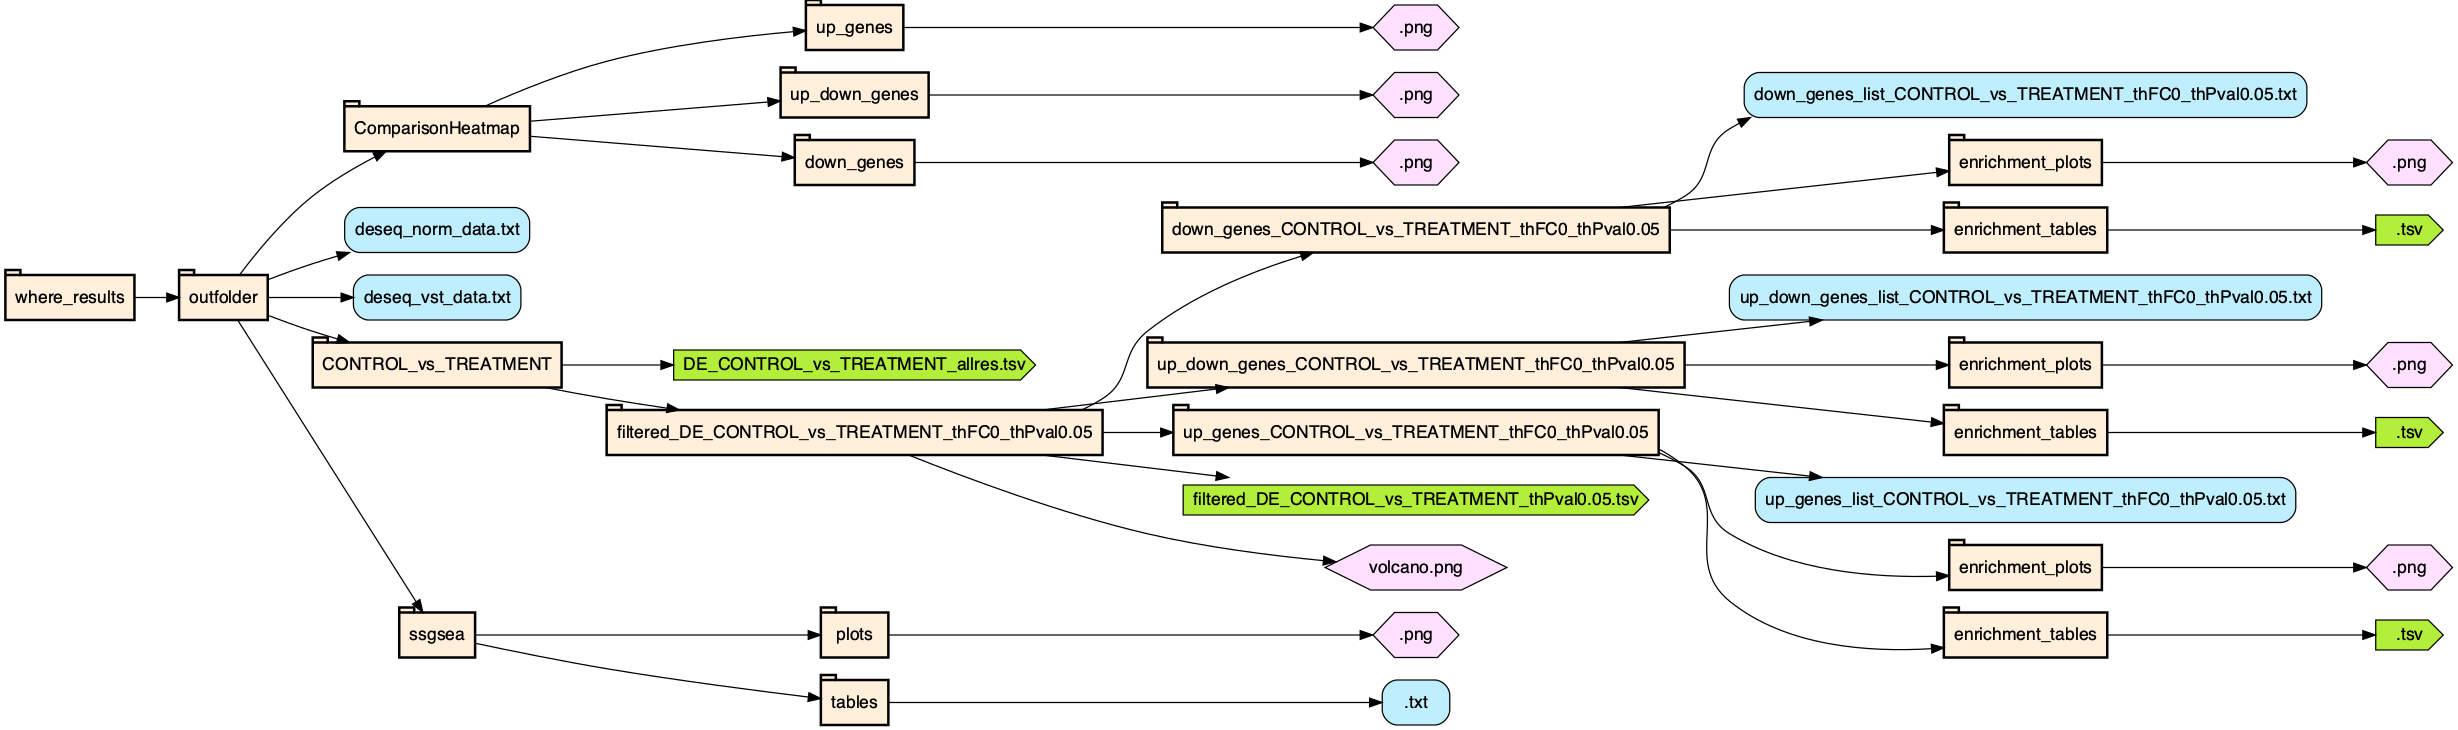 up_genes
.png
up_down_genes
.png
down_genes_list_CONTROL_vs_TREATMENT_thFC0_thPval0.05.txt
ComparisonHeatmap
down_genes
.png
enrichment_plots
.png
deseq_norm_data.txt
down_genes_CONTROL_vs_TREATMENT_thFC0_thPval0.05
enrichment_tables
.tsv
where_results
outfolder
deseq_vst_data.txt
up_down_genes_list_CONTROL_vs_TREATMENT_thFC0_thPval0.05.txt
CONTROL_vs_TREATMENT
DE_CONTROL_vs_TREATMENT_allres.tsv
up_down_genes_CONTROL_vs_TREATMENT_thFC0_thPval0.05
enrichment_plots
.png
filtered_DE_CONTROL_vs_TREATMENT_thFC0_thPval0.05
up_genes_CONTROL_vs_TREATMENT_thFC0_thPval0.05
enrichment_tables
.tsv
filtered_DE_CONTROL_vs_TREATMENT_thPval0.05.tsv
up_genes_list_CONTROL_vs_TREATMENT_thFC0_thPval0.05.txt
volcano.png
enrichment_plots
.png
ssgsea
plots
.png
enrichment_tables
.tsv
tables
.txt